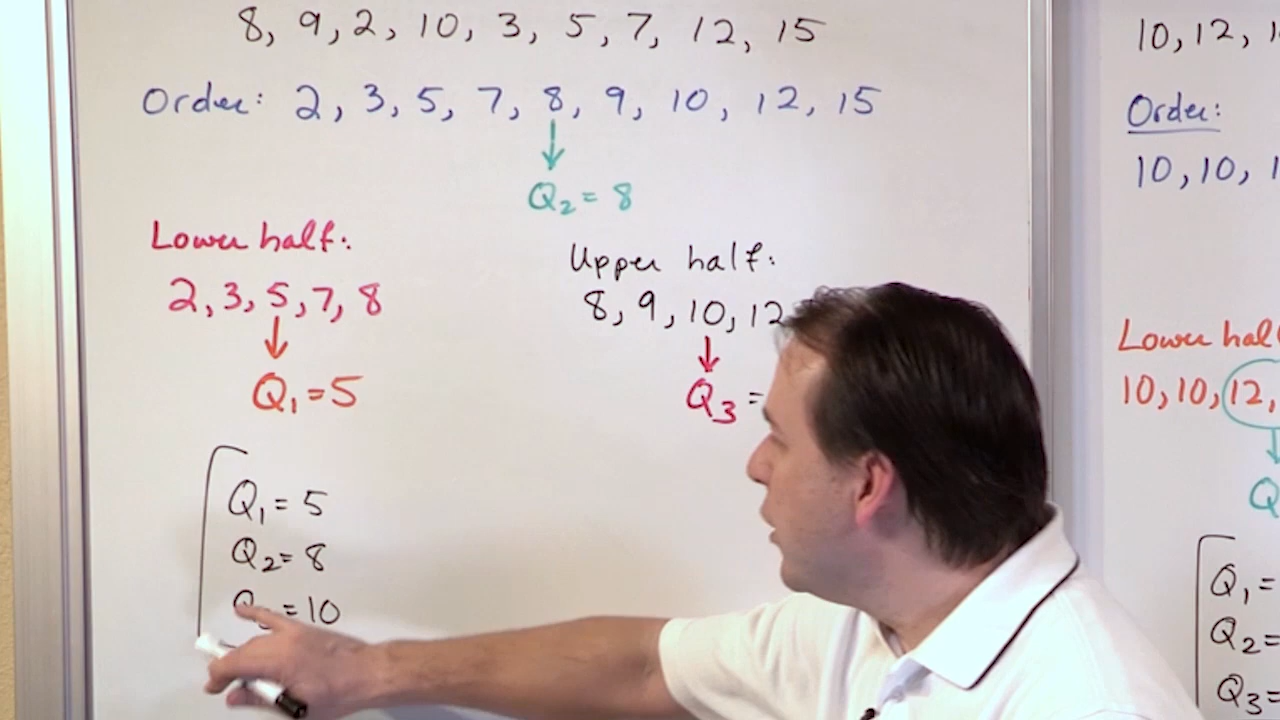 8, 9, 2, 10, 3, 5, 7, 12, 15
Order: 2, 3, 5, 7, 8, 9, 10, 12, 15
Q₂ = 8
Lower half:
2, 3, 5, 7, 8
Q₁ = 5
Upper half:
8, 9, 10, 12
Q₃ =
Q₁ = 5
Q₂ = 8
Q = 10
10, 12,
Order:
10, 10,
Lower half
10, 10, 12,
Q
Q₁ =
Q₂ =
Q₃ =